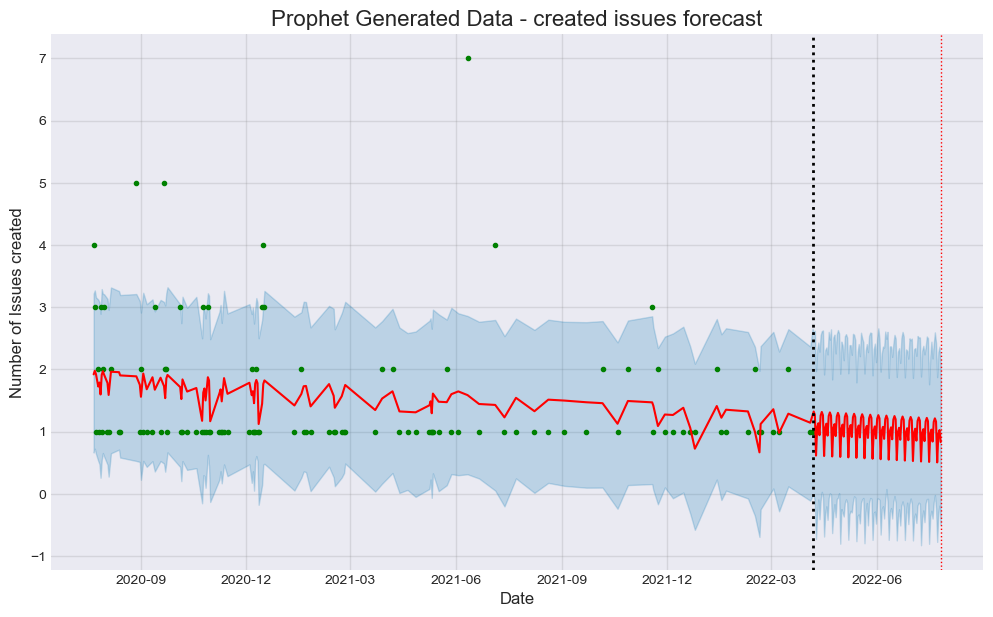 Prophet Generated Data - created issues forecast
Number of Issues created
7
6
5
4
3
2
1
0
−1
2020-09 2020-12 2021-03 2021-06 2021-09 2021-12 2022-03 2022-06
Date